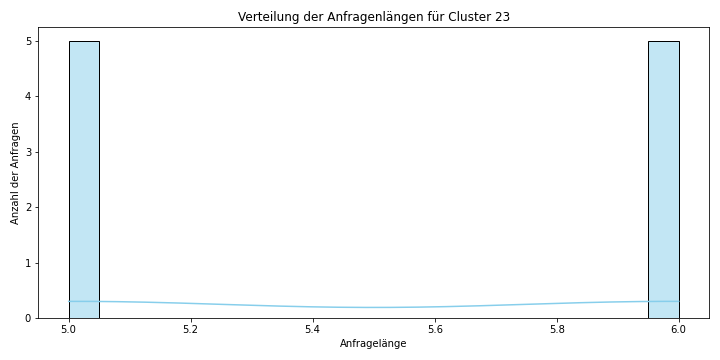 Verteilung der Anfragenlängen für Cluster 23
Anzahl der Anfragen
5
4
3
2
1
0
5.0 5.2 5.4 5.6 5.8 6.0
Anfragelänge